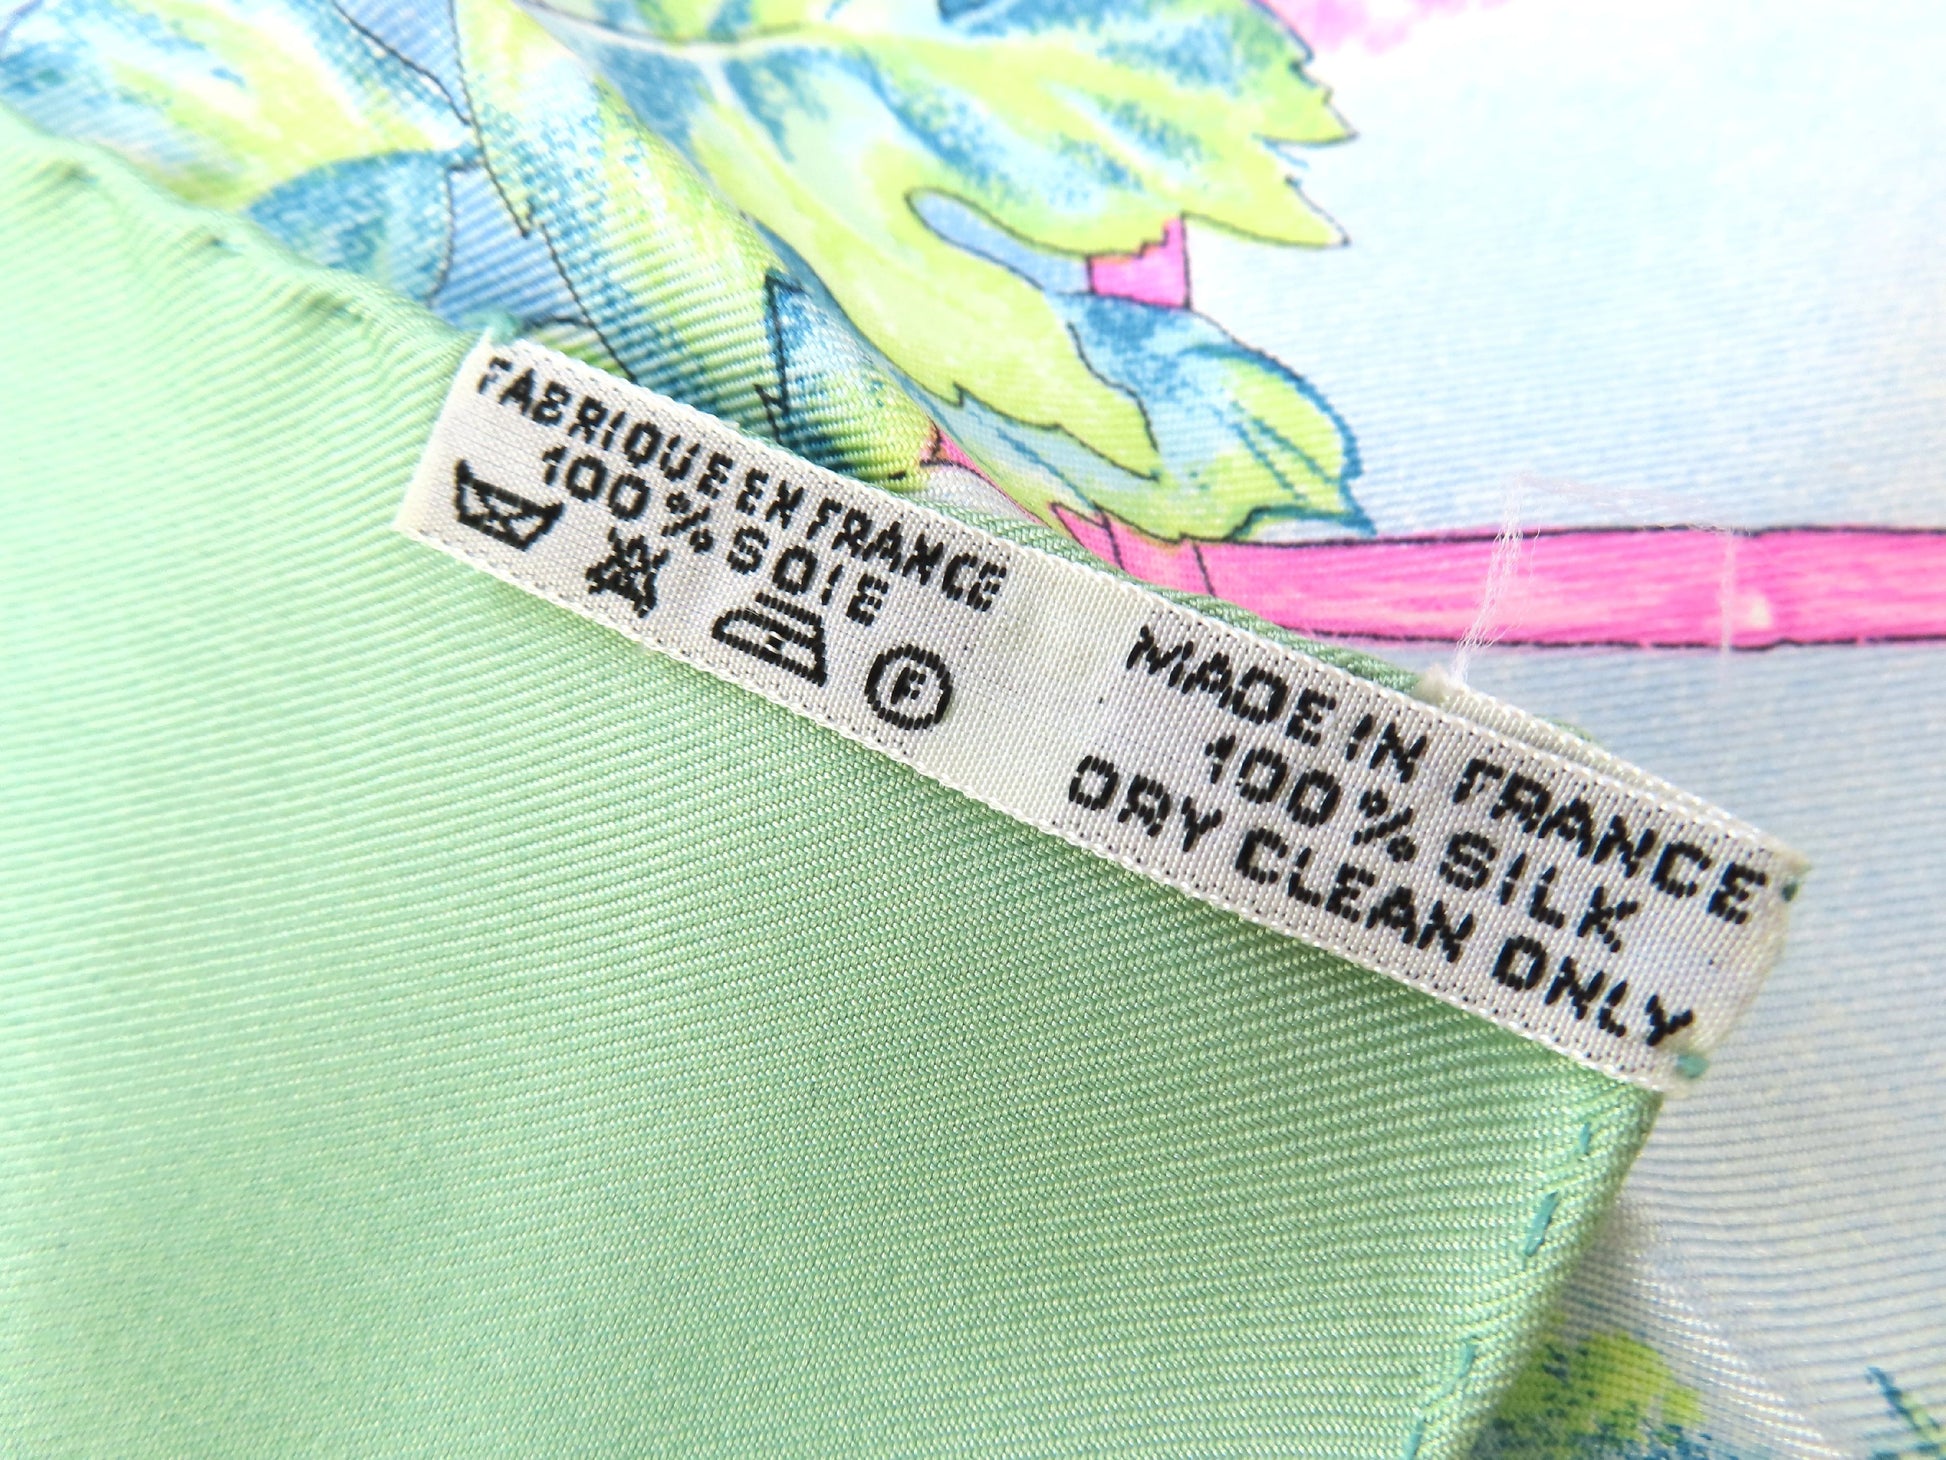 FABRIQUE EN FRANCE
100% SOIE
F
MADE IN FRANCE
100% SILK
DRY CLEAN ONLY